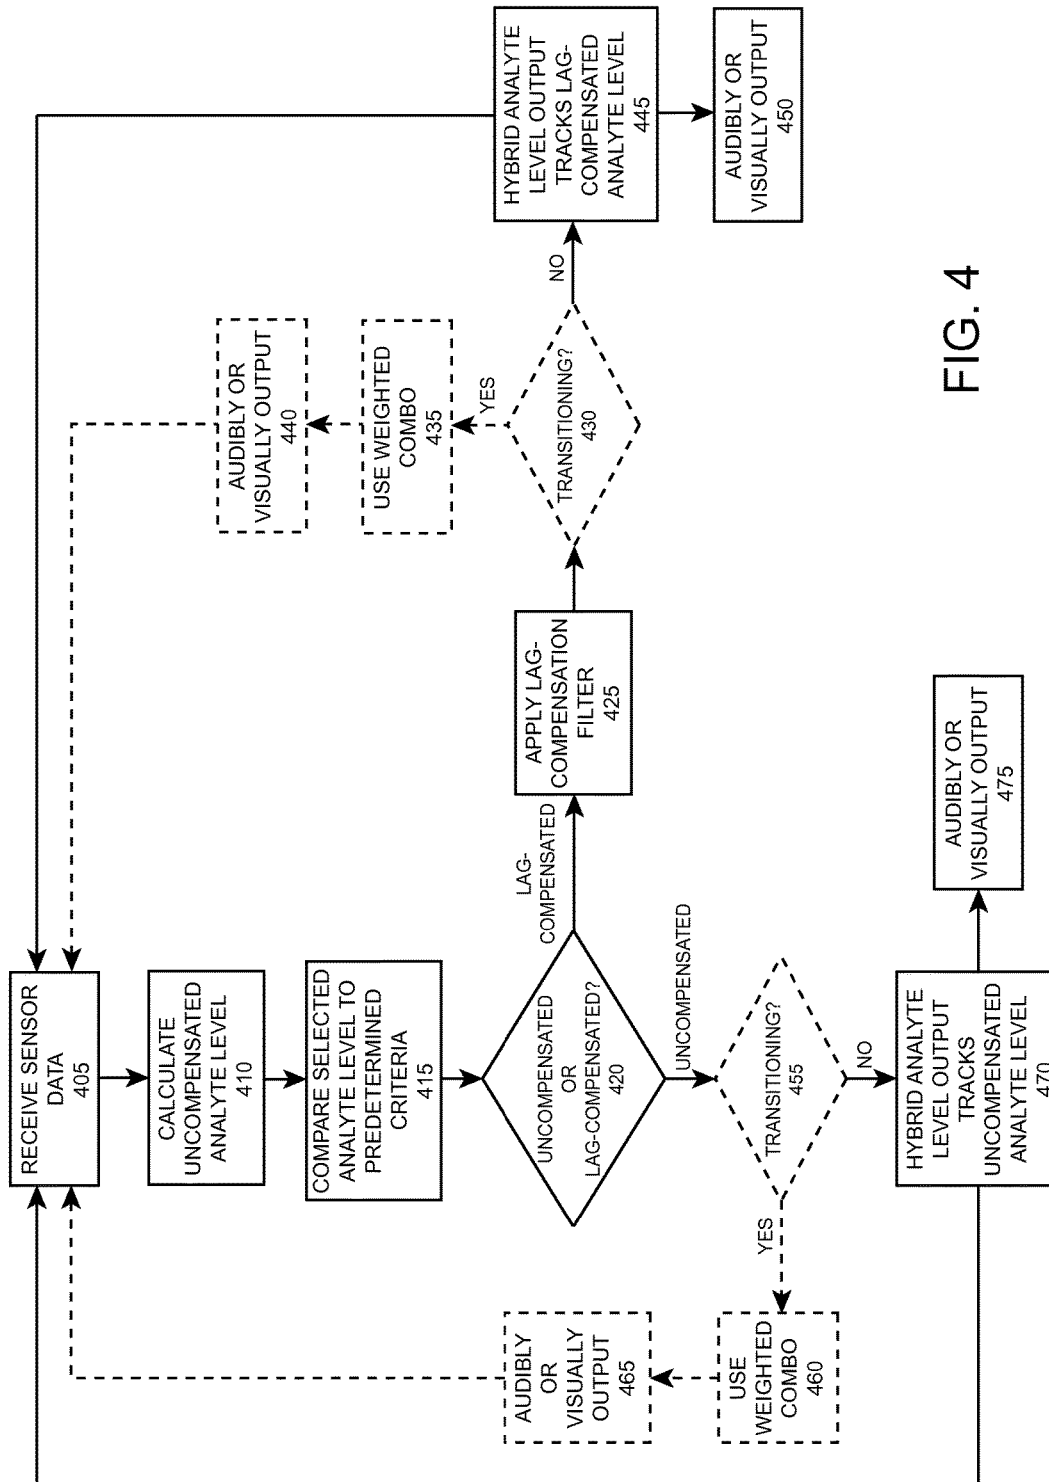 RECEIVE SENSOR
DATA
405
CALCULATE
UNCOMPENSATED
ANALYTE LEVEL
410
COMPARE SELECTED
ANALYTE LEVEL TO
PREDETERMINED
CRITERIA
415
UNCOMPENSATED
OR
LAG-COMPENSATED?
420
LAG-
COMPENSATED
APPLY LAG-
COMPENSATION
FILTER
425
TRANSITIONING?
430
YES
USE WEIGHTED
COMBO
435
AUDIBLY OR
VISUALLY OUTPUT
440
NO
HYBRID ANALYTE
LEVEL OUTPUT
TRACKS LAG-
COMPENSATED
ANALYTE LEVEL
445
AUDIBLY OR
VISUALLY OUTPUT
450
UNCOMPENSATED
TRANSITIONING?
455
YES
USE
WEIGHTED
COMBO
460
AUDIBLY
OR
VISUALLY
OUTPUT
465
NO
HYBRID ANALYTE
LEVEL OUTPUT
TRACKS
UNCOMPENSATED
ANALYTE LEVEL
470
AUDIBLY OR
VISUALLY OUTPUT
475
FIG. 4